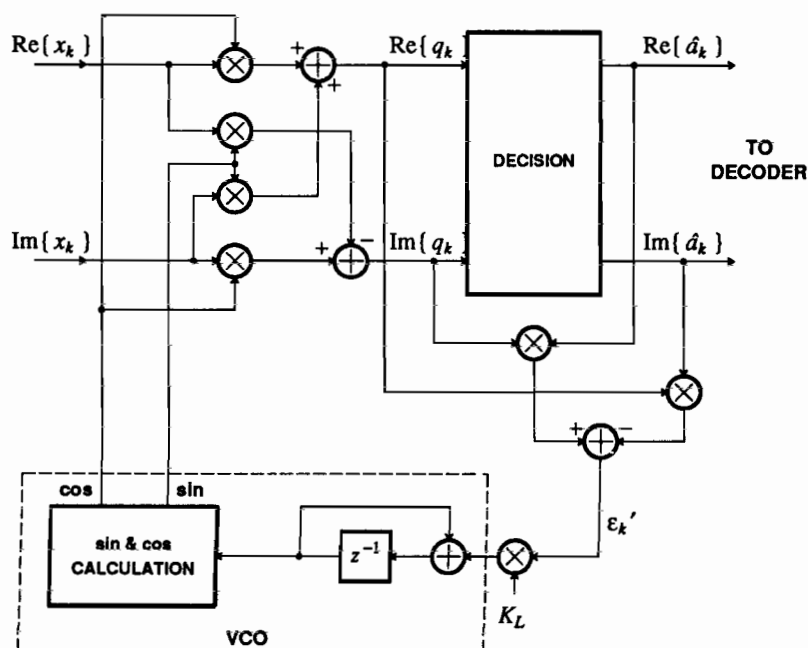 Re{ x_k }
+
+
Re{ q_k }
Re{ â_k }
DECISION
TO
DECODER
Im{ x_k }
+
−
Im{ q_k }
Im{ â_k }
+
−
cos
sin
ε_k′
sin & cos
CALCULATION
z⁻¹
K_L
VCO